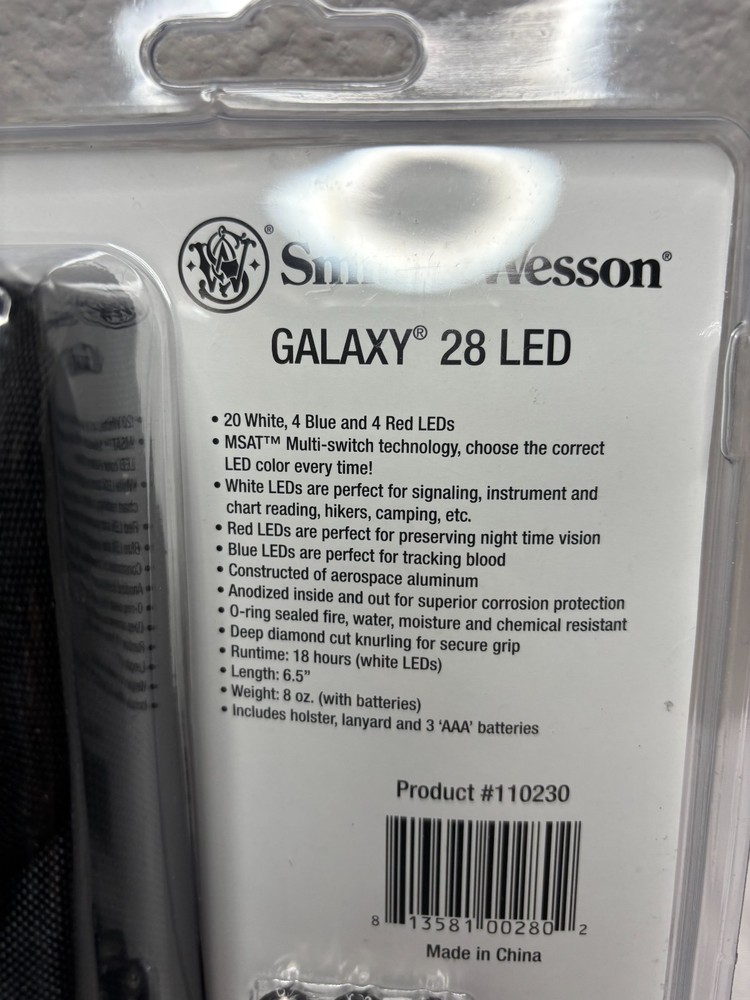 Smith & Wesson®
GALAXY® 28 LED
• 20 White, 4 Blue and 4 Red LEDs
• MSAT™ Multi-switch technology, choose the correct
LED color every time!
• White LEDs are perfect for signaling, instrument and
chart reading, hikers, camping, etc.
• Red LEDs are perfect for preserving night time vision
• Blue LEDs are perfect for tracking blood
• Constructed of aerospace aluminum
• Anodized inside and out for superior corrosion protection
• O-ring sealed fire, water, moisture and chemical resistant
• Deep diamond cut knurling for secure grip
• Runtime: 18 hours (white LEDs)
• Length: 6.5”
• Weight: 8 oz. (with batteries)
• Includes holster, lanyard and 3 ‘AAA’ batteries
Product #110230
8 13581 00280 2
Made in China